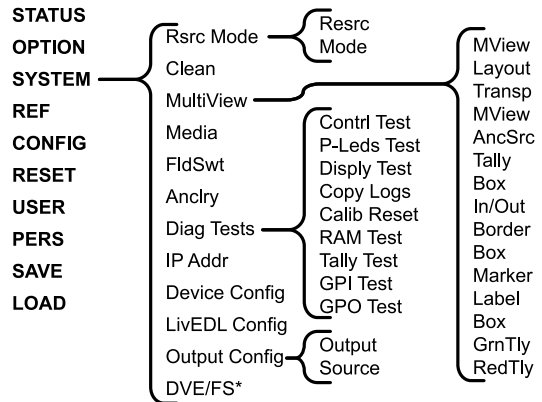 STATUS
OPTION
SYSTEM
REF
CONFIG
RESET
USER
PERS
SAVE
LOAD
Rsrc Mode
Clean
MultiView
Media
FldSwt
Anclry
Diag Tests
IP Addr
Device Config
LivEDL Config
Output Config
DVE/FS*
Resrc
Mode
Contrl Test
P-Leds Test
Disply Test
Copy Logs
Calib Reset
RAM Test
Tally Test
GPI Test
GPO Test
Output
Source
MView
Layout
Transp
MView
AncSrc
Tally
Box
In/Out
Border
Box
Marker
Label
Box
GrnTly
RedTly